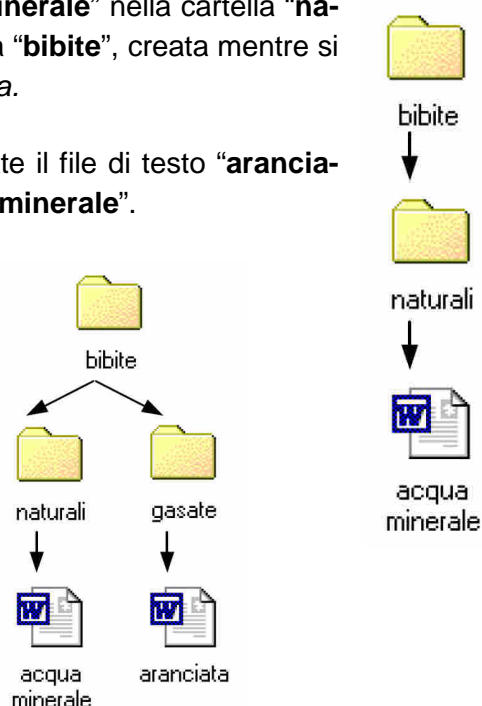 minerale” nella cartella “na-
a “bibite”, creata mentre si
a.
te il file di testo “arancia-
minerale”.
bibite
naturali
acqua
minerale
bibite
naturali
gasate
acqua
minerale
aranciata